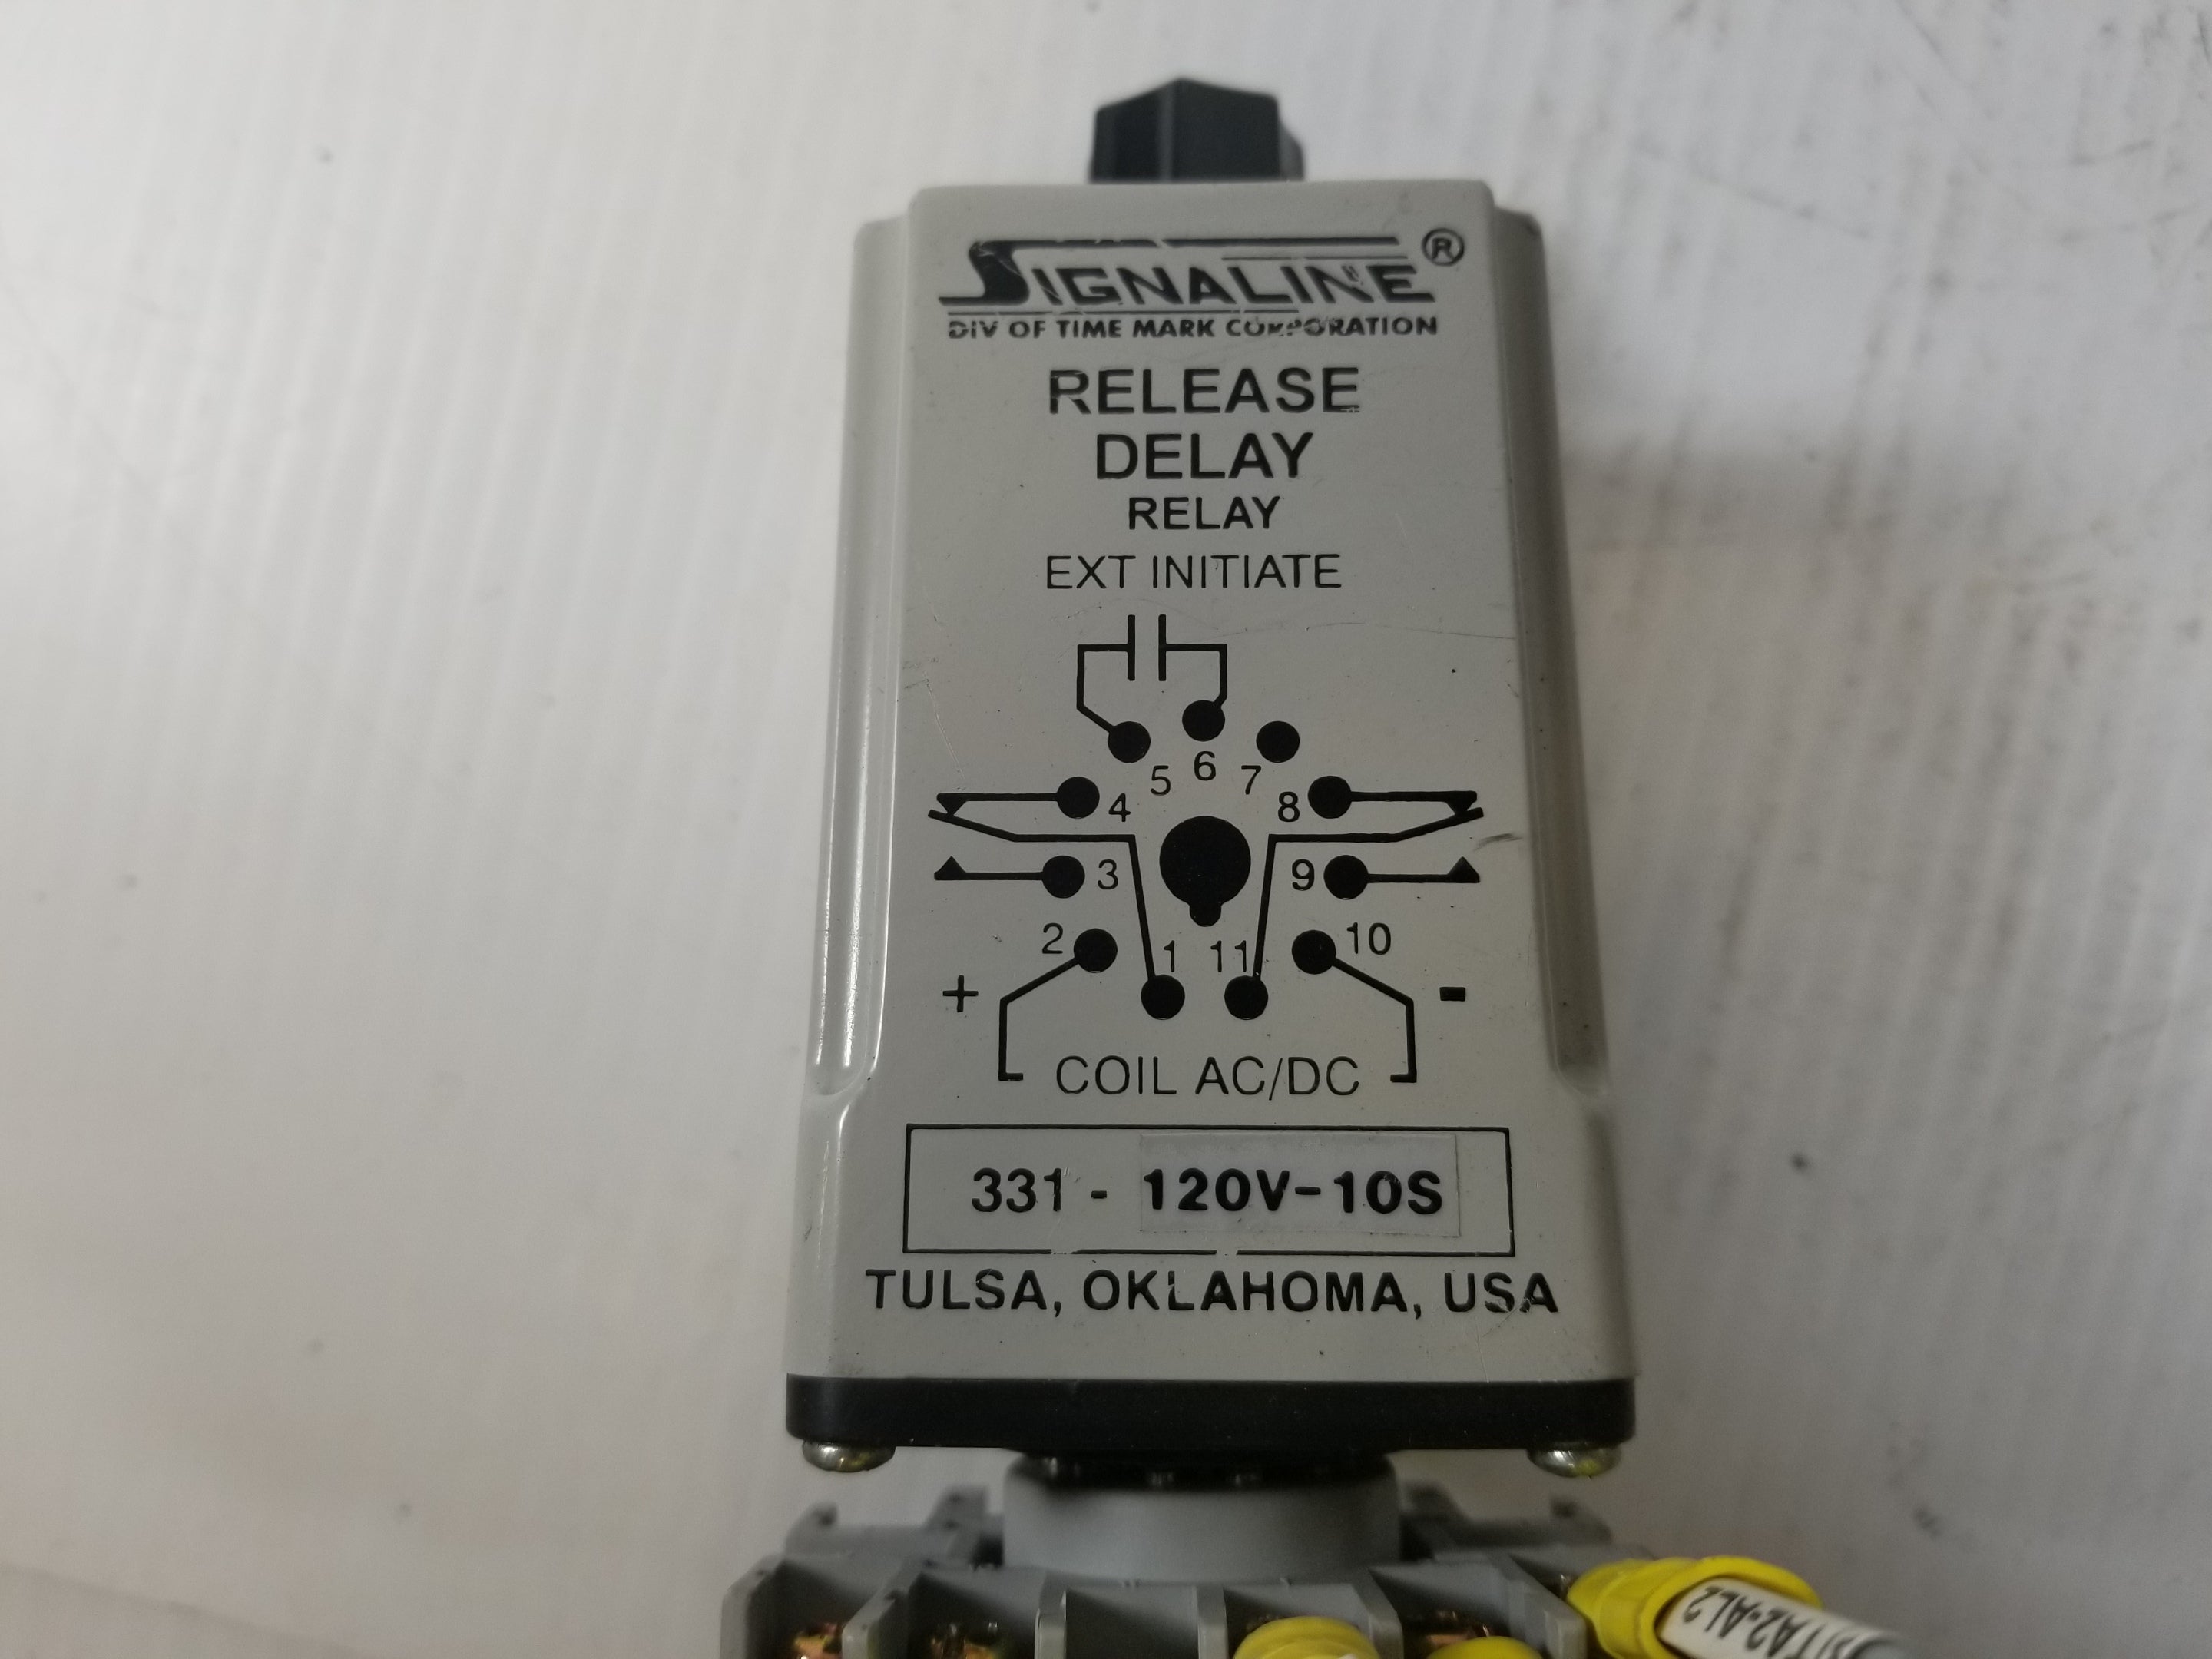 SIGNALINE®
DIV OF TIME MARK CORPORATION
RELEASE
DELAY
RELAY
EXT INITIATE
5 6 7
4 8
3 9
2 10
1 11
+ -
COIL AC/DC
331 - 120V-10S
TULSA, OKLAHOMA, USA